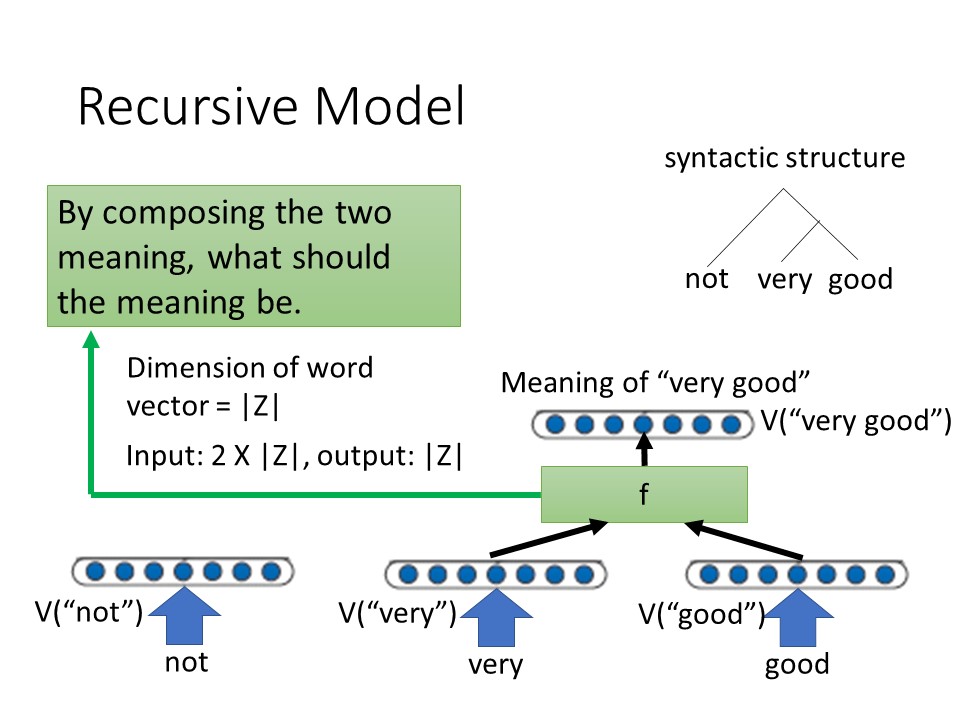 Recursive Model
syntactic structure
not very good
By composing the two
meaning, what should
the meaning be.
Dimension of word
vector = |Z|
Input: 2 X |Z|, output: |Z|
Meaning of “very good”
V(“very good”)
f
V(“not”)
V(“very”)
V(“good”)
not
very
good